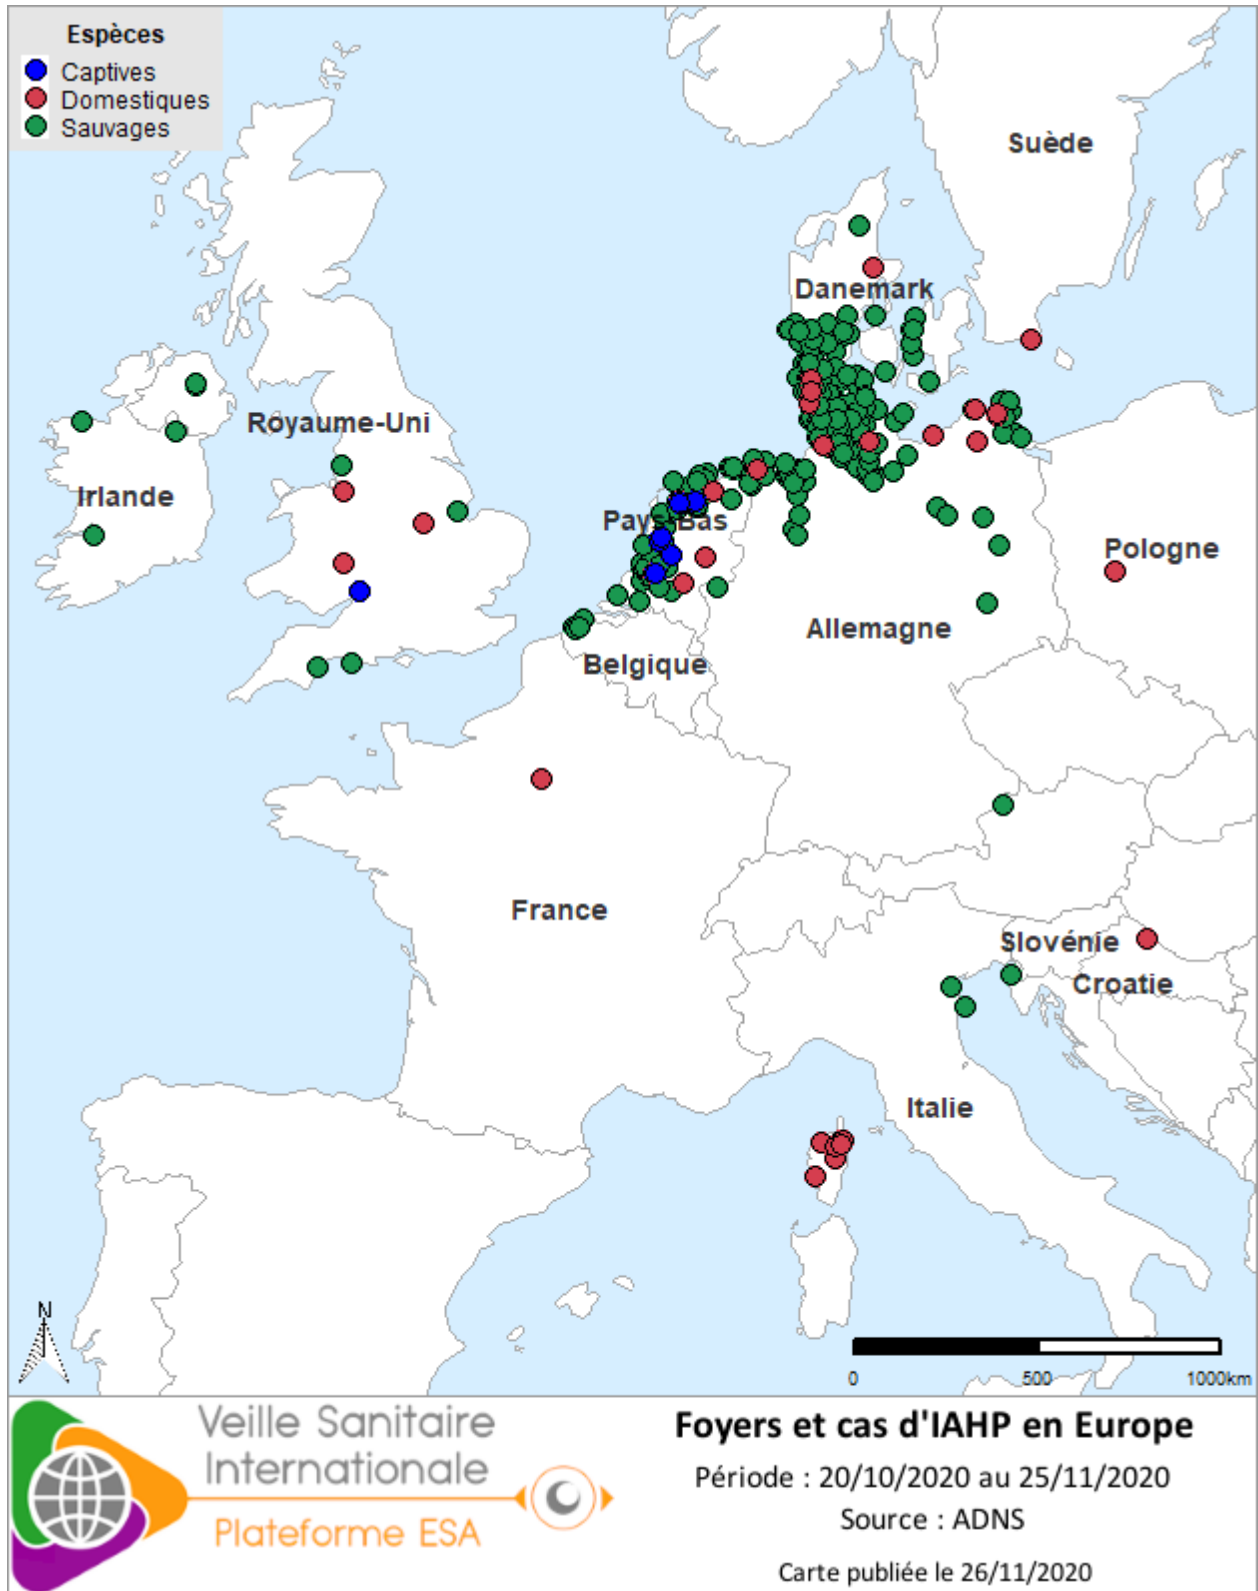 Espèces
Captives
Domestiques
Sauvages
Suède
Danemark
Royaume-Uni
Irlande
Pays-Bas
Pologne
Allemagne
Belgique
France
Slovénie
Croatie
Italie
N
0 500 1000km
Veille Sanitaire
Internationale
Plateforme ESA
Foyers et cas d'IAHP en Europe
Période : 20/10/2020 au 25/11/2020
Source : ADNS
Carte publiée le 26/11/2020